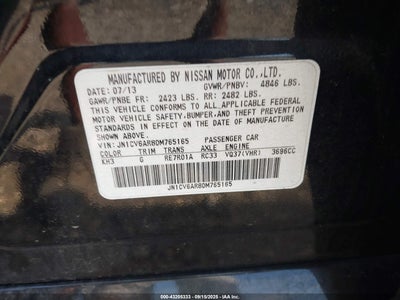 MANUFACTURED BY NISSAN MOTOR CO.,LTD.
DATE: 07/13 GVWR/PNBV: 4846 LBS.
GAWR/PNBE FR: 2423 LBS. RR: 2482 LBS.
THIS VEHICLE CONFORMS TO ALL APPLICABLE FEDERAL
MOTOR VEHICLE SAFETY,BUMPER,AND THEFT PREVENTION
STANDARDS IN EFFECT ON THE DATE OF MANUFACTURE
SHOWN ABOVE.
VIN: JN1CV6AR8DM765165 PASSENGER CAR
COLOR TRIM TRANS AXLE ENGINE
KH3 G RE7R01A RC33 VQ37(VHR) 3696CC
JN1CV6AR8DM765165
000-43205333 - 09/15/2025 - IAA Inc.